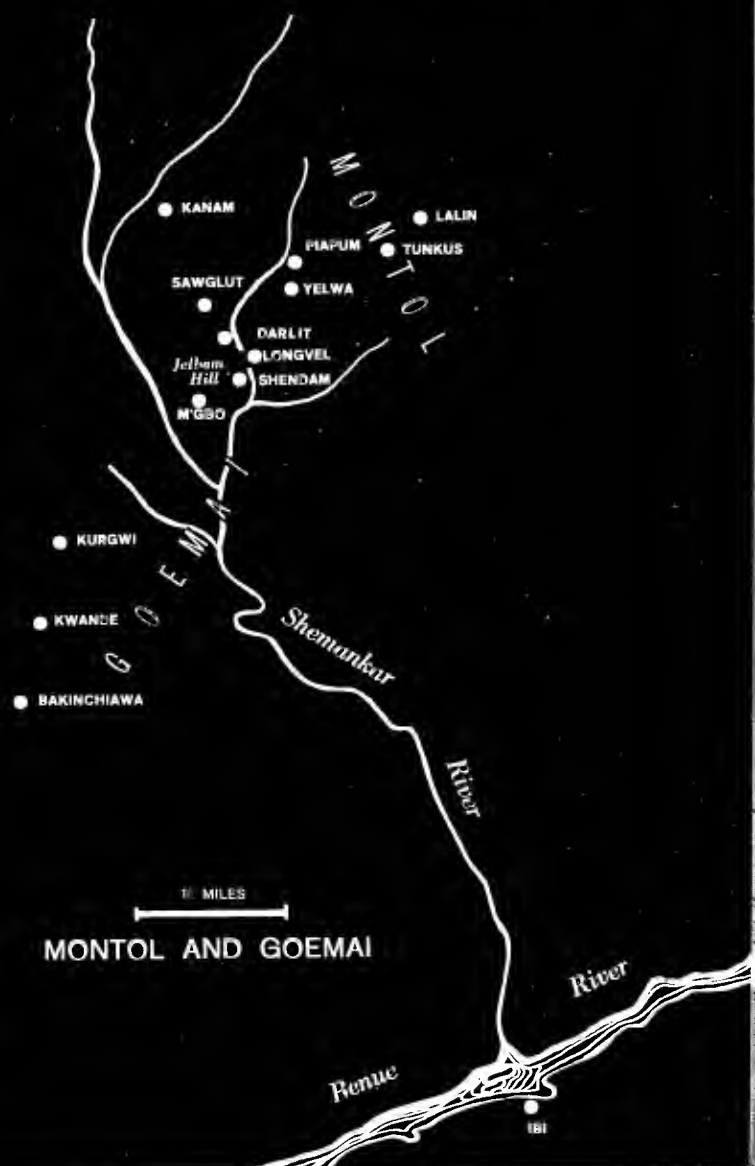 MONTOL
KANAM
LALIN
PIAPUM
TUNKUS
SAWGLUT
YELWA
DARLIT
LONGVEL
Jelbam
Hill
SHENDAM
M'GBO
GOEMAI
KURGWI
KWANDE
BAKINCHIAWA
Shemankar
River
MILES
MONTOL AND GOEMAI
River
Benue
IBI